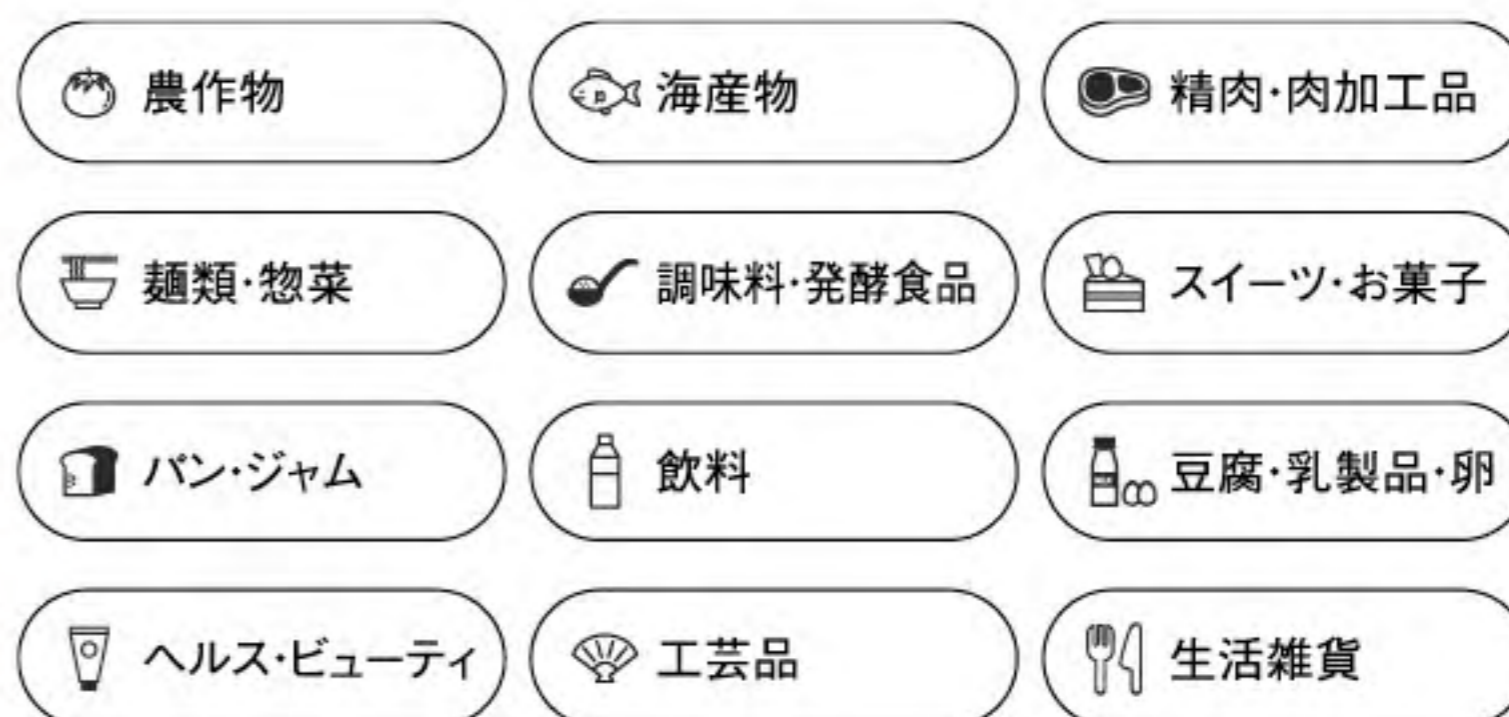 農作物
海産物
精肉・肉加工品
麺類・惣菜
調味料・発酵食品
スイーツ・お菓子
パン・ジャム
飲料
豆腐・乳製品・卵
ヘルス・ビューティ
工芸品
生活雑貨